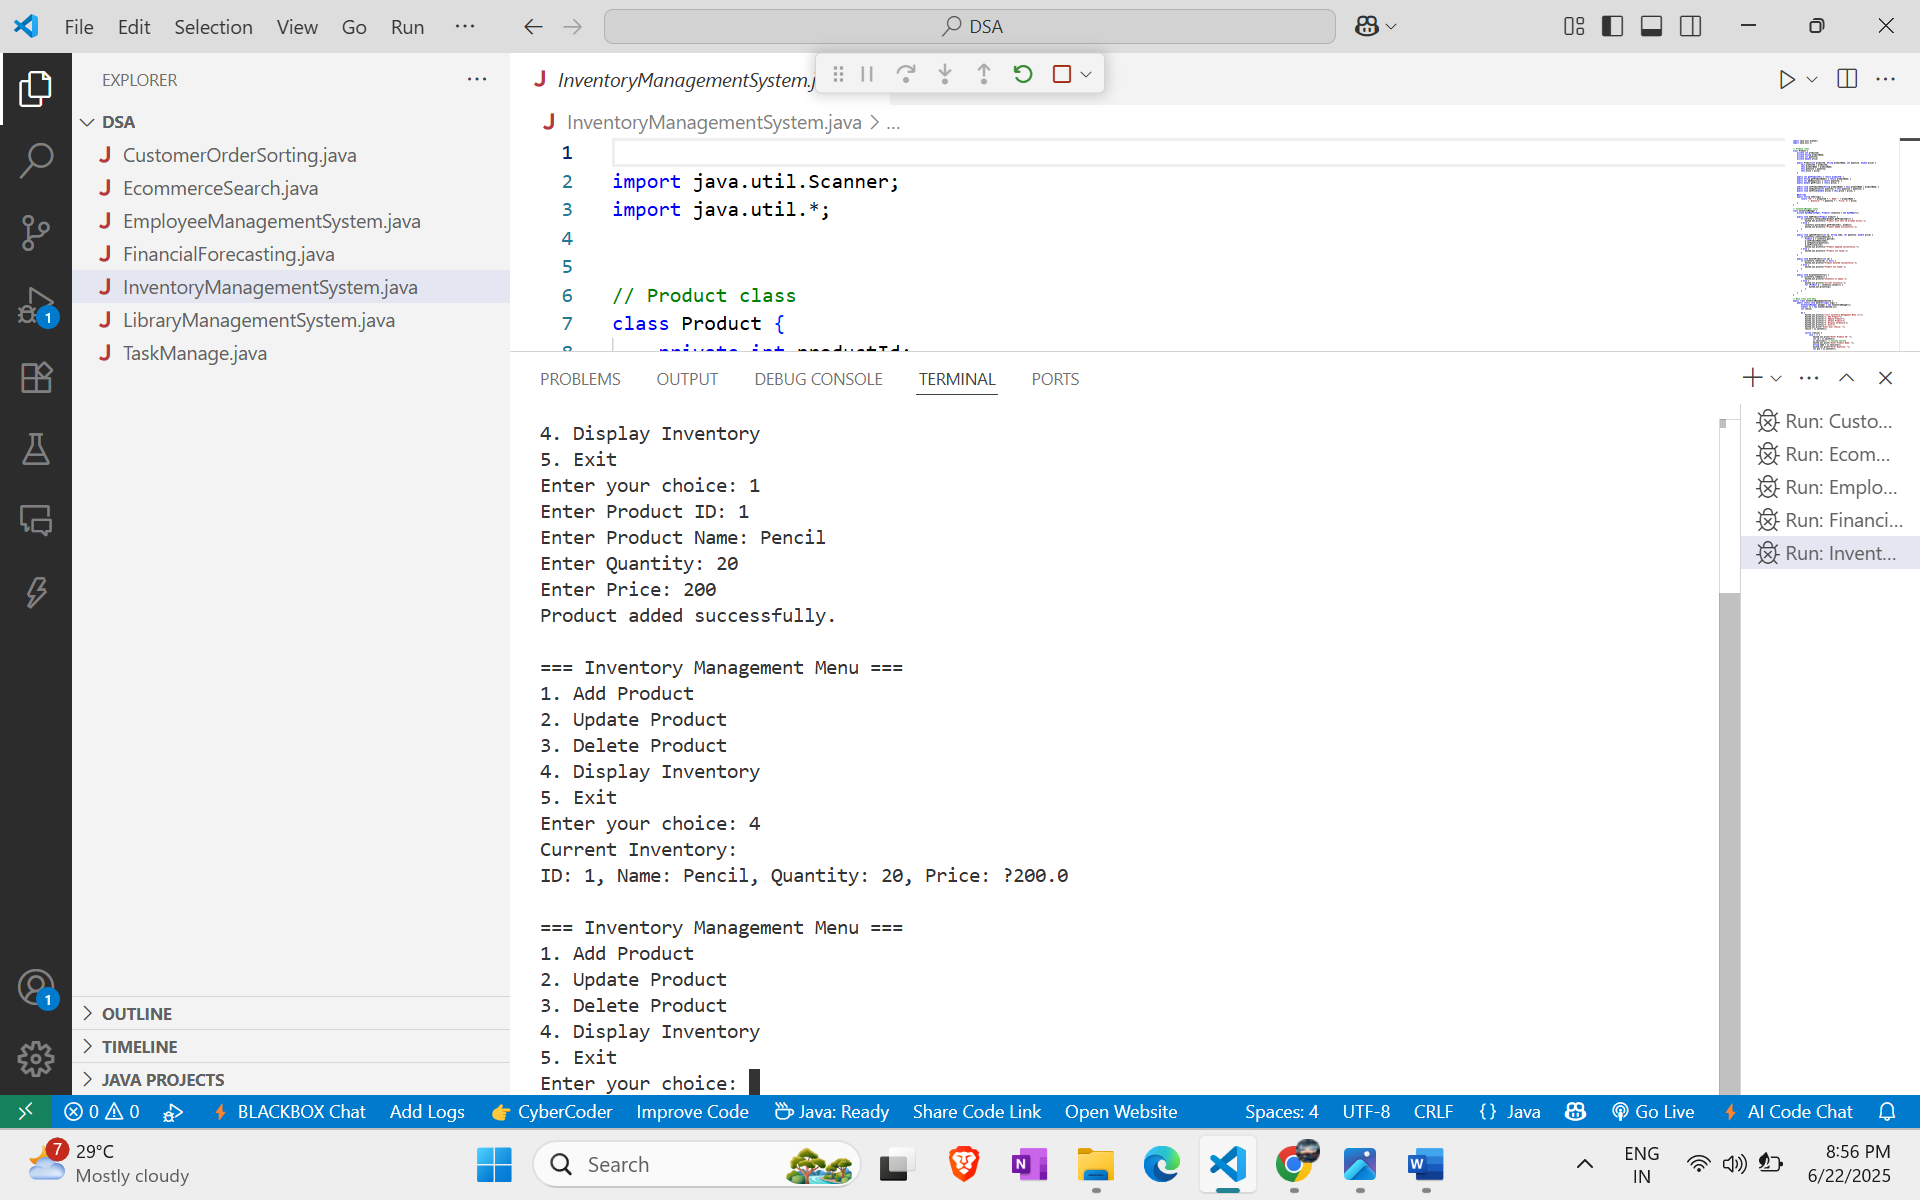 File Edit Selection View Go Run ...
DSA
EXPLORER
DSA
CustomerOrderSorting.java
EcommerceSearch.java
EmployeeManagementSystem.java
FinancialForecasting.java
InventoryManagementSystem.java
LibraryManagementSystem.java
TaskManage.java
OUTLINE
TIMELINE
JAVA PROJECTS
1
1
InventoryManagementSystem.j
InventoryManagementSystem.java > ...
1
2 import java.util.Scanner;
3 import java.util.*;
4
5
6 // Product class
7 class Product {
8 private int productId;
PROBLEMS OUTPUT DEBUG CONSOLE TERMINAL PORTS
4. Display Inventory
5. Exit
Enter your choice: 1
Enter Product ID: 1
Enter Product Name: Pencil
Enter Quantity: 20
Enter Price: 200
Product added successfully.
=== Inventory Management Menu ===
1. Add Product
2. Update Product
3. Delete Product
4. Display Inventory
5. Exit
Enter your choice: 4
Current Inventory:
ID: 1, Name: Pencil, Quantity: 20, Price: ?200.0
=== Inventory Management Menu ===
1. Add Product
2. Update Product
3. Delete Product
4. Display Inventory
5. Exit
Enter your choice:
Run: Custo...
Run: Ecom...
Run: Emplo...
Run: Financi...
Run: Invent...
0 0 BLACKBOX Chat Add Logs CyberCoder Improve Code Java: Ready Share Code Link Open Website Spaces: 4 UTF-8 CRLF {} Java Go Live AI Code Chat
7 29°C
Mostly cloudy
Search
ENG
IN
8:56 PM
6/22/2025